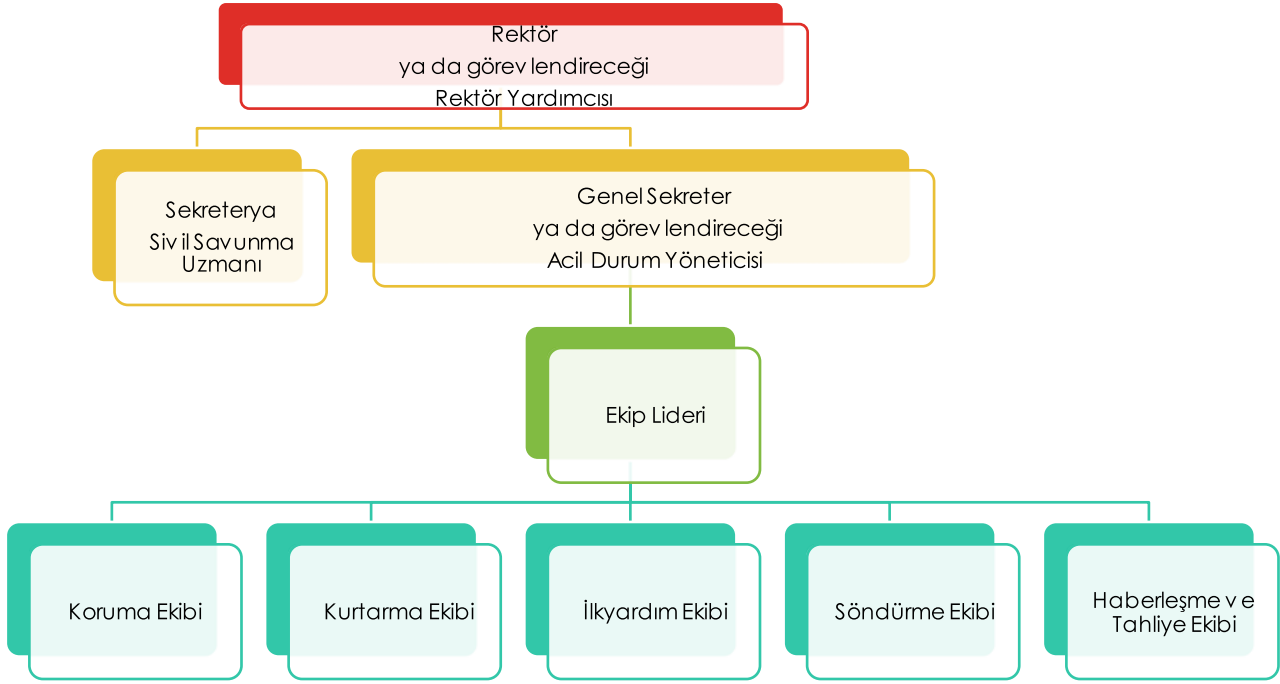 Rektör
ya da görevlendireceği
Rektör Yardımcısı
Sekreterya
Sivil Savunma
Uzmanı
Genel Sekreter
ya da görevlendireceği
Acil Durum Yöneticisi
Ekip Lideri
Koruma Ekibi
Kurtarma Ekibi
İlkyardım Ekibi
Söndürme Ekibi
Haberleşme ve
Tahliye Ekibi